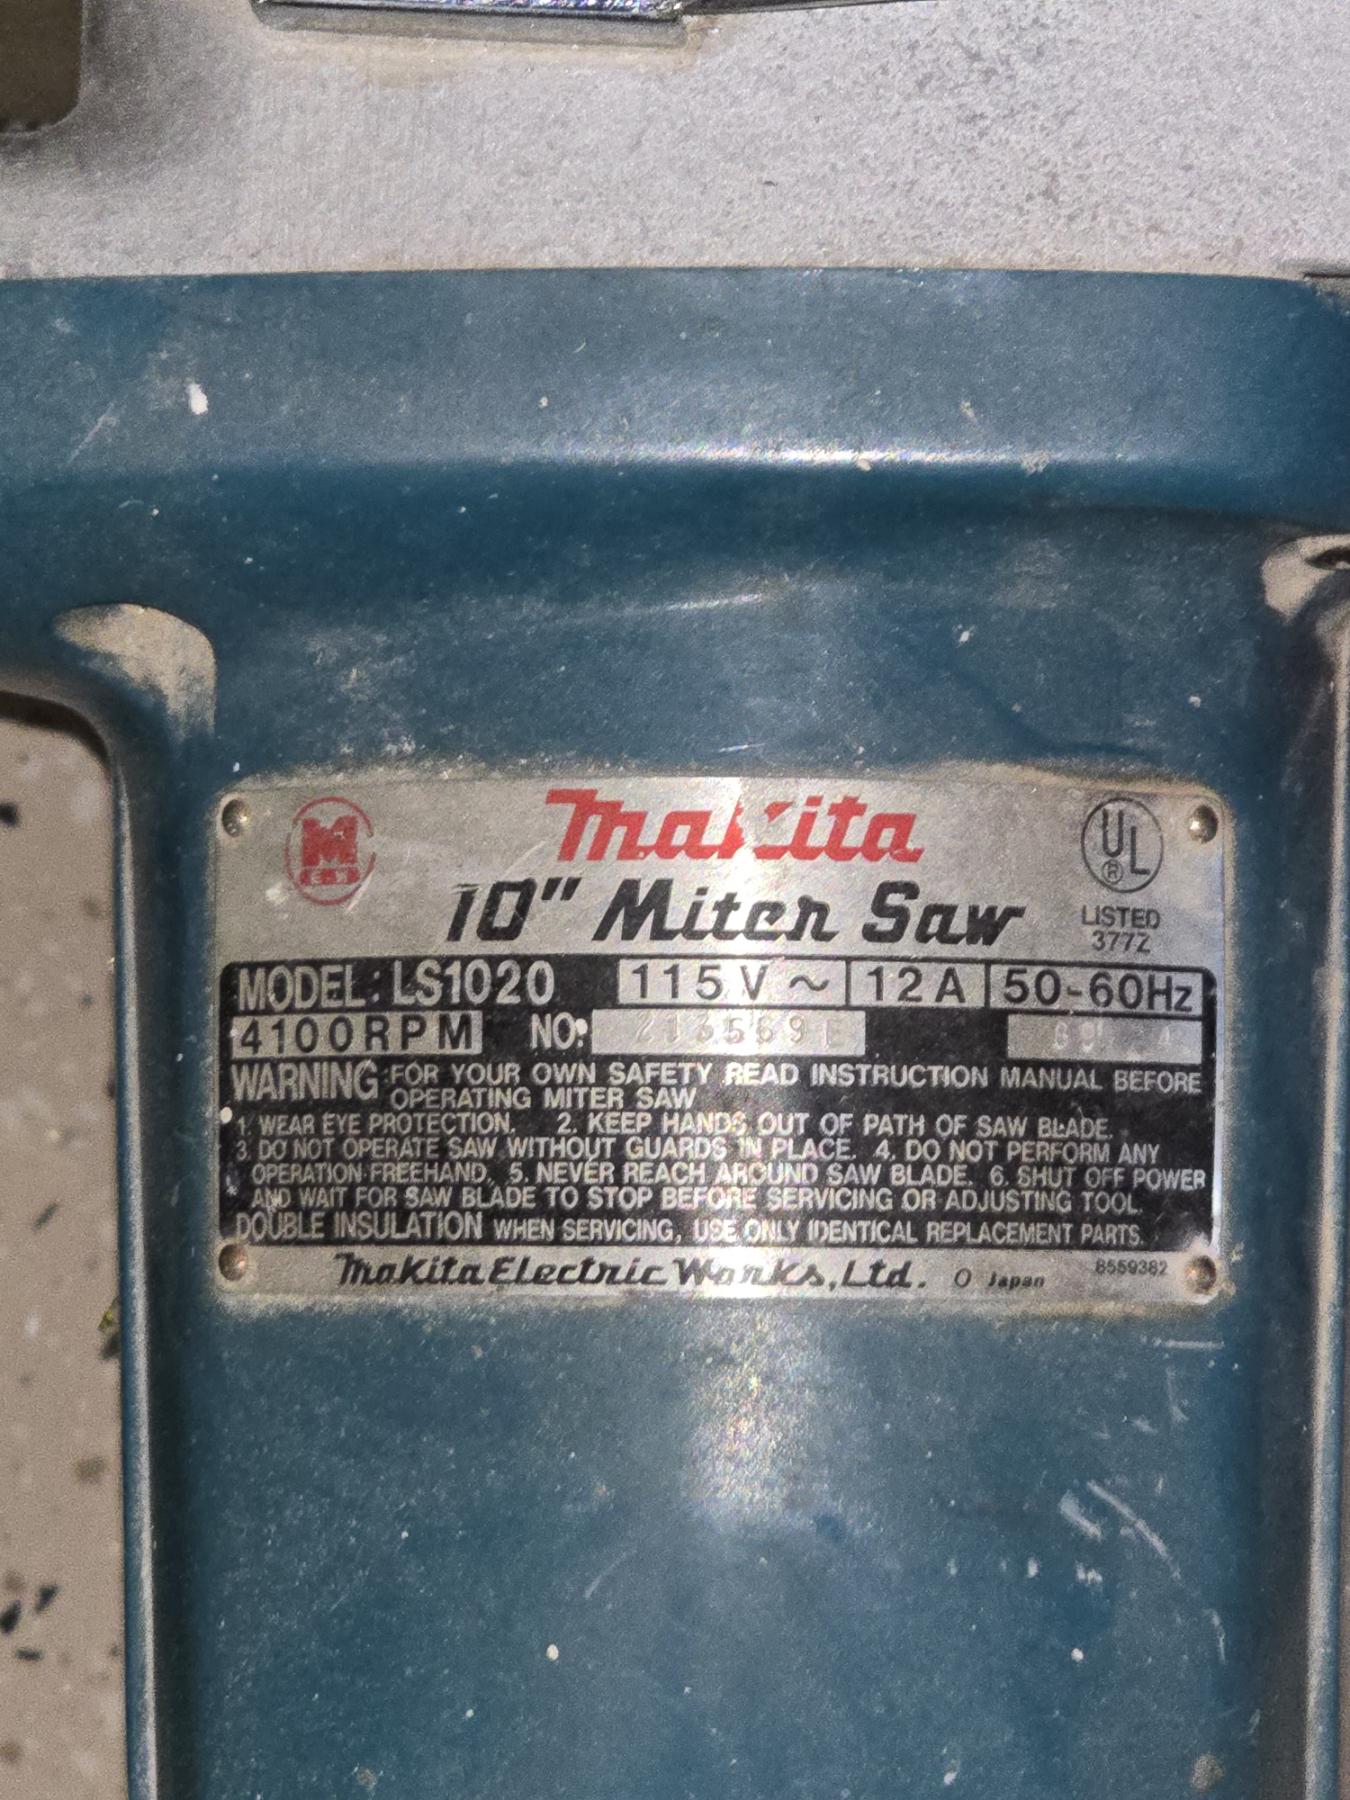 M
Makita
UL
®
10" Miter Saw
LISTED
377Z
MODEL: LS1020 115V ~ 12A 50-60Hz
4100RPM NO:
WARNING FOR YOUR OWN SAFETY READ INSTRUCTION MANUAL BEFORE
OPERATING MITER SAW
1. WEAR EYE PROTECTION. 2. KEEP HANDS OUT OF PATH OF SAW BLADE.
3. DO NOT OPERATE SAW WITHOUT GUARDS IN PLACE. 4. DO NOT PERFORM ANY
OPERATION FREEHAND. 5. NEVER REACH AROUND SAW BLADE. 6. SHUT OFF POWER
AND WAIT FOR SAW BLADE TO STOP BEFORE SERVICING OR ADJUSTING TOOL.
DOUBLE INSULATION WHEN SERVICING, USE ONLY IDENTICAL REPLACEMENT PARTS.
Makita Electric Works, Ltd. O Japan 8559382